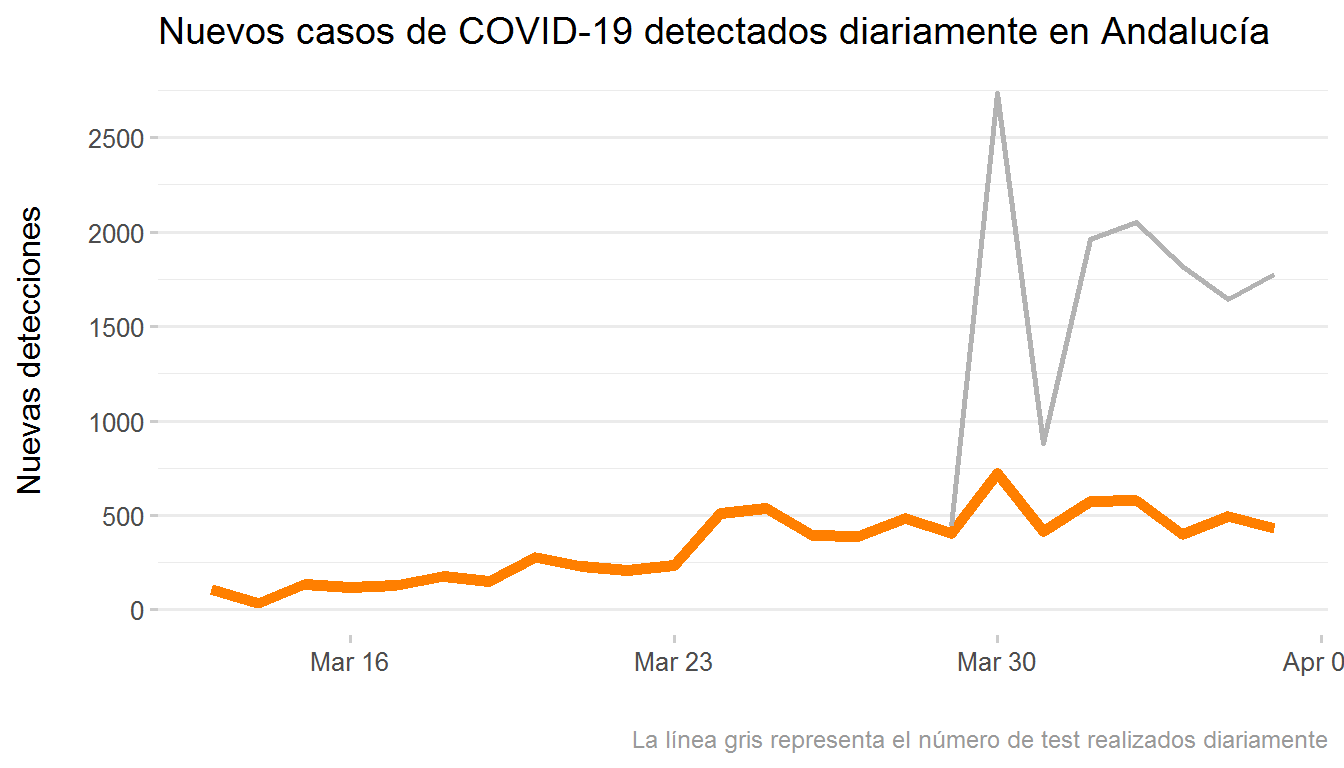 Nuevos casos de COVID-19 detectados diariamente en Andalucía
Nuevas detecciones
2500
2000
1500
1000
500
0
Mar 16
Mar 23
Mar 30
Apr 0
La línea gris representa el número de test realizados diariamente